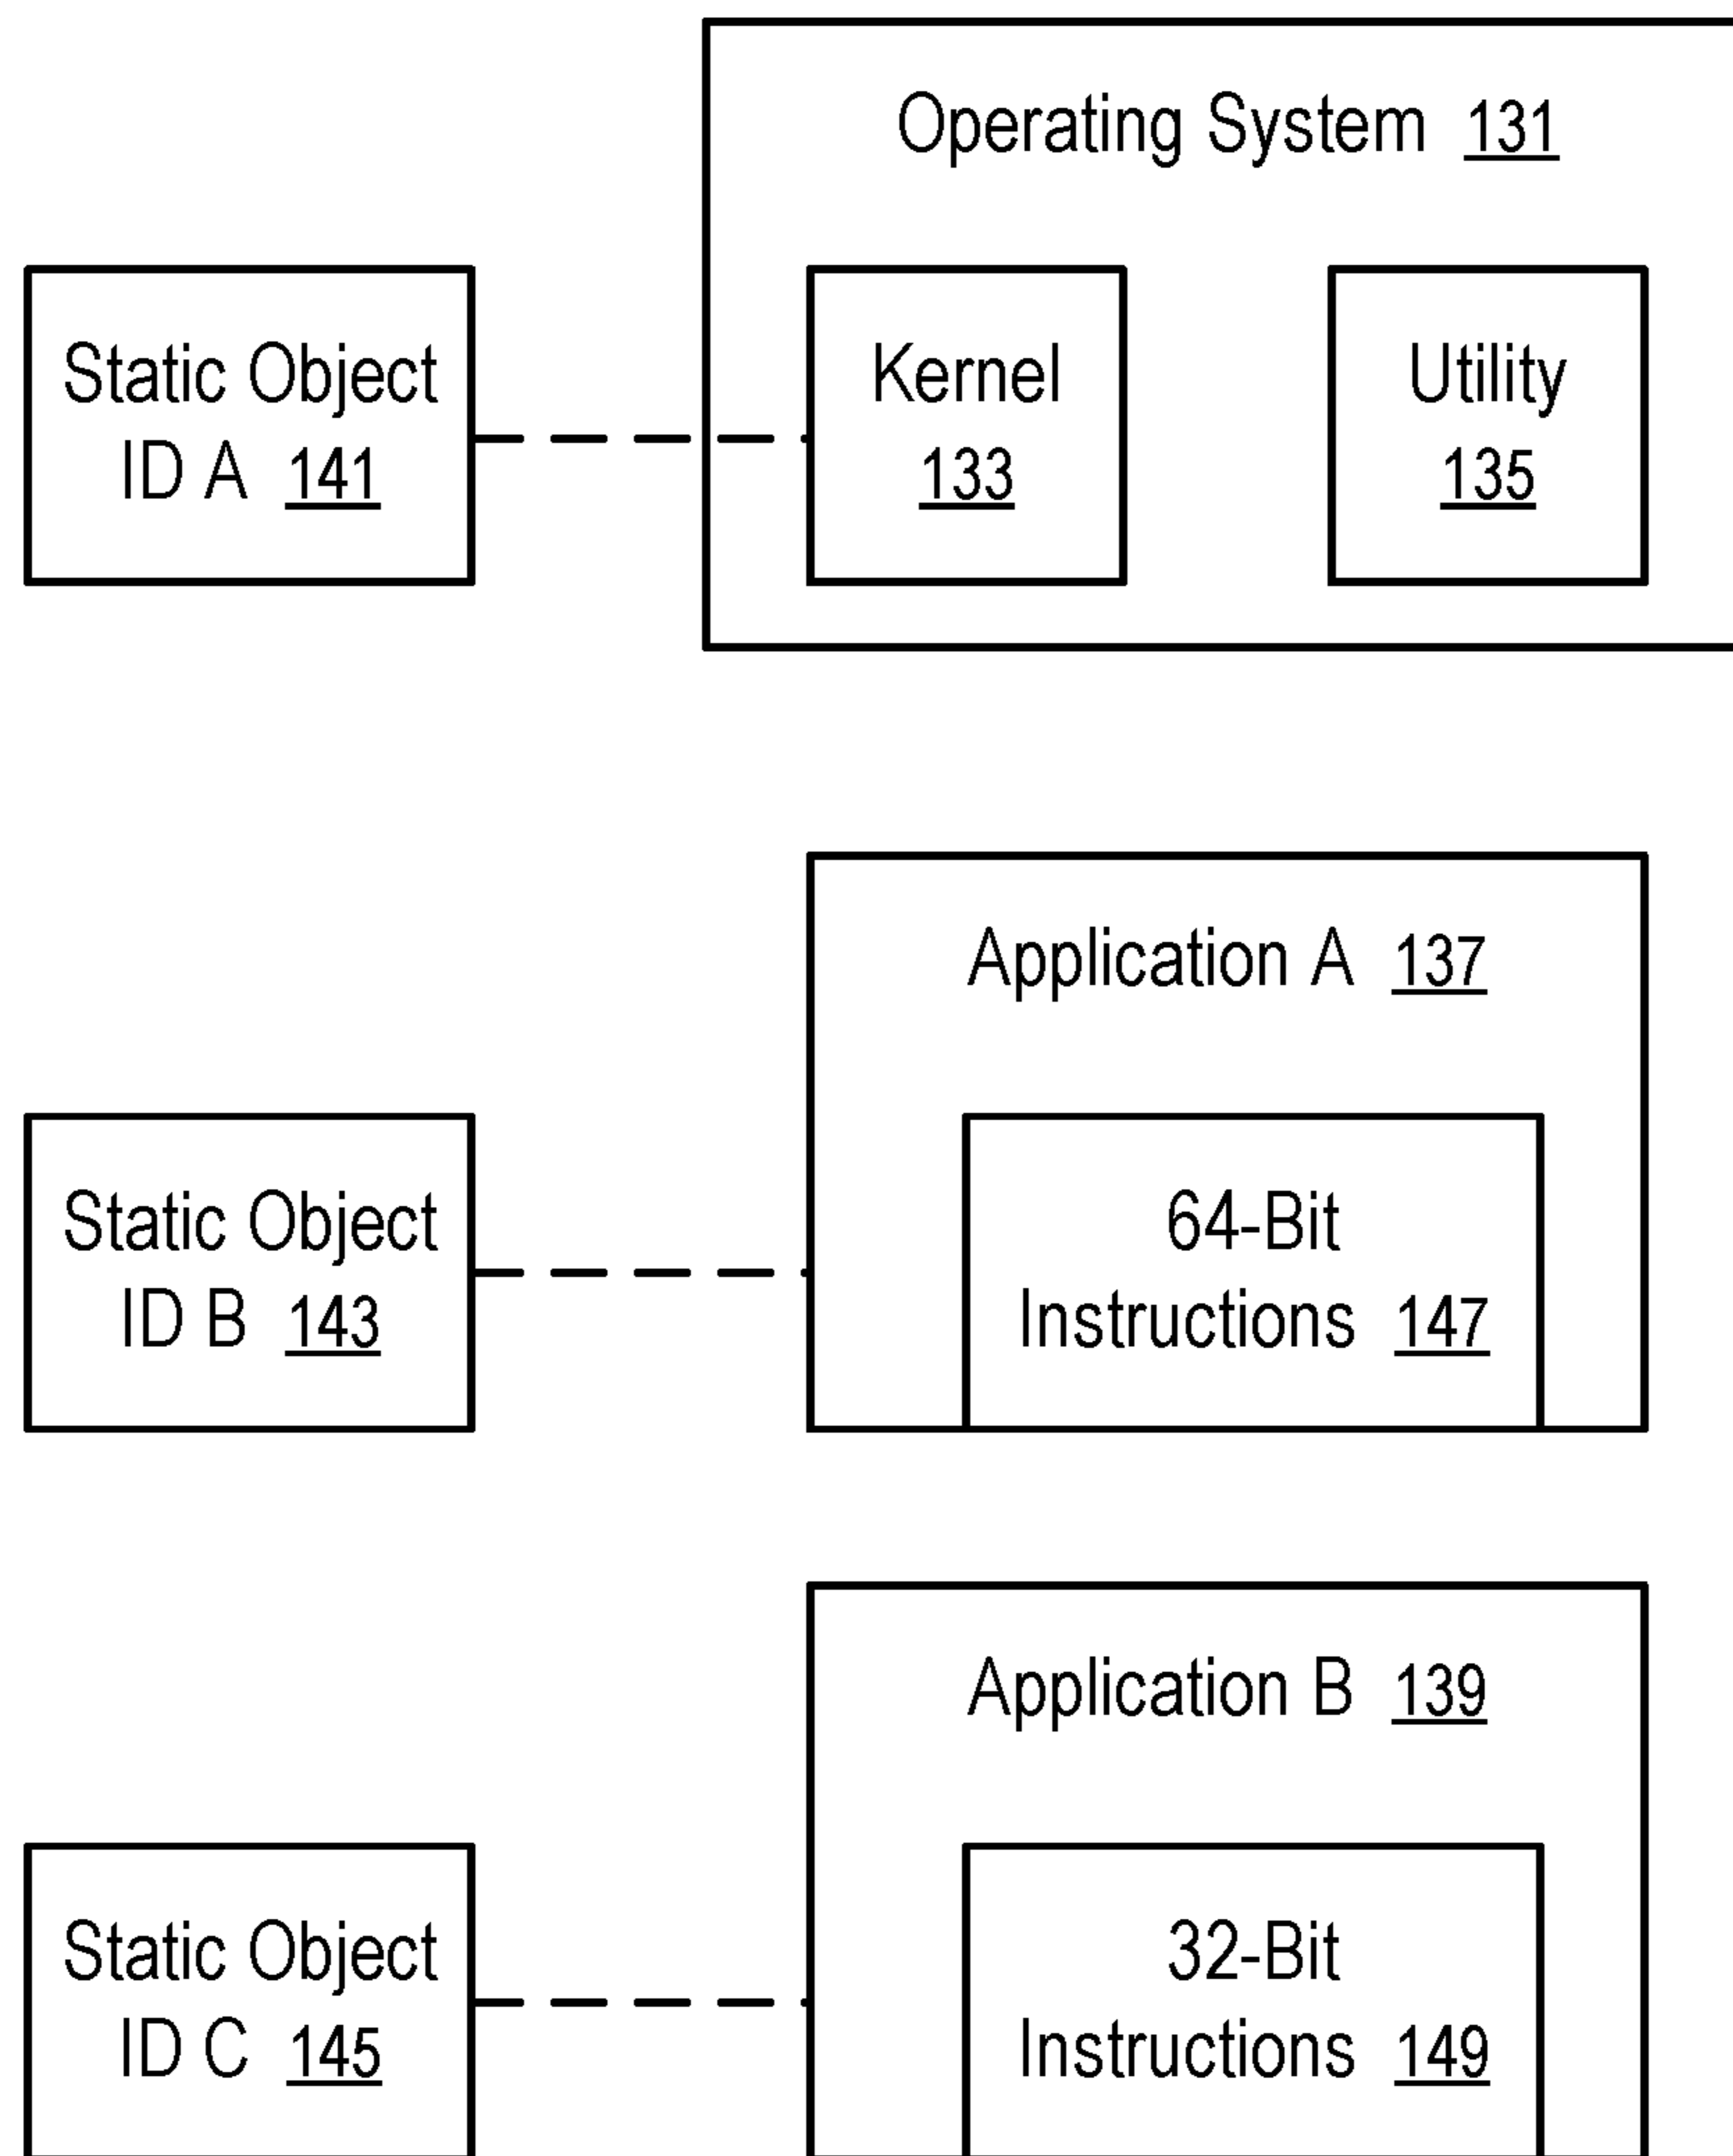 Operating System 131
Static Object
ID A 141
Kernel
133
Utility
135
Application A 137
Static Object
ID B 143
64-Bit
Instructions 147
Application B 139
Static Object
ID C 145
32-Bit
Instructions 149